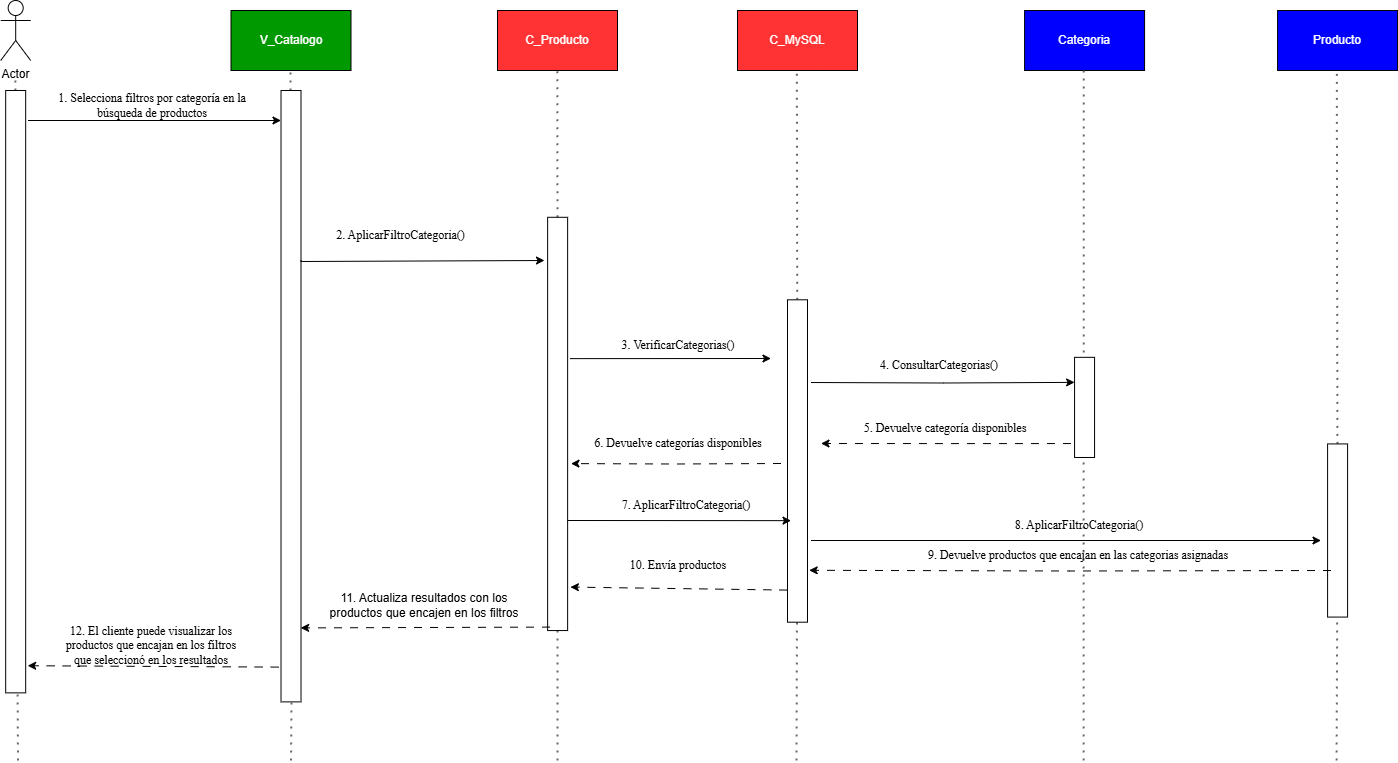 V_Catalogo
C_Producto
C_MySQL
Categoria
Producto
Actor
1. Selecciona filtros por categoría en la
búsqueda de productos
2. AplicarFiltroCategoria()
3. VerificarCategorias()
4. ConsultarCategorias()
5. Devuelve categoría disponibles
6. Devuelve categorías disponibles
7. AplicarFiltroCategoria()
8. AplicarFiltroCategoria()
9. Devuelve productos que encajan en las categorias asignadas
10. Envía productos
11. Actualiza resultados con los
productos que encajen en los filtros
12. El cliente puede visualizar los
productos que encajan en los filtros
que seleccionó en los resultados